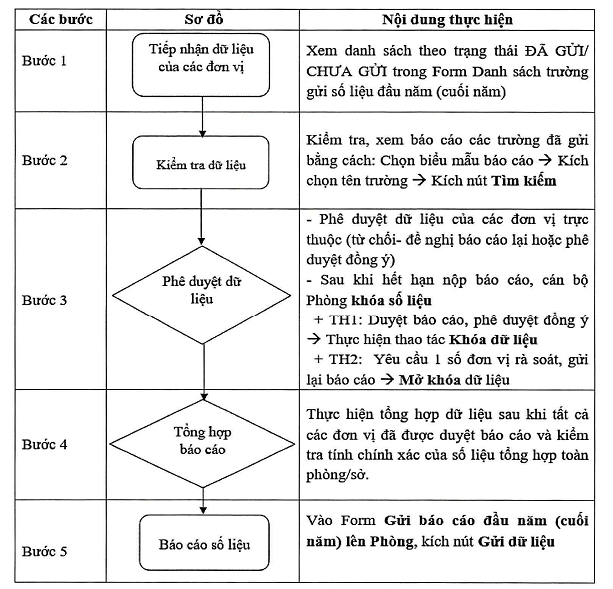 Các bước
Sơ đồ
Nội dung thực hiện
Bước 1
Tiếp nhận dữ liệu
của các đơn vị
Xem danh sách theo trạng thái ĐÃ GỬI/
CHƯA GỬI trong Form Danh sách trường
gửi số liệu đầu năm (cuối năm)
Bước 2
Kiểm tra dữ liệu
Kiểm tra, xem báo cáo các trường đã gửi
bằng cách: Chọn biểu mẫu báo cáo → Kích
chọn tên trường → Kích nút Tìm kiếm
Bước 3
Phê duyệt dữ
liệu
- Phê duyệt dữ liệu của các đơn vị trực
thuộc (từ chối- đề nghị báo cáo lại hoặc phê
duyệt đồng ý)
- Sau khi hết hạn nộp báo cáo, cán bộ
Phòng khóa số liệu
+ TH1: Duyệt báo cáo, phê duyệt đồng ý
→ Thực hiện thao tác Khóa dữ liệu
+ TH2: Yêu cầu 1 số đơn vị rà soát, gửi
lại báo cáo → Mở khóa dữ liệu
Bước 4
Tổng hợp
báo cáo
Thực hiện tổng hợp dữ liệu sau khi tất cả
các đơn vị đã được duyệt báo cáo và kiểm
tra tính chính xác của số liệu tổng hợp toàn
phòng/sở.
Bước 5
Báo cáo số liệu
Vào Form Gửi báo cáo đầu năm (cuối
năm) lên Phòng, kích nút Gửi dữ liệu